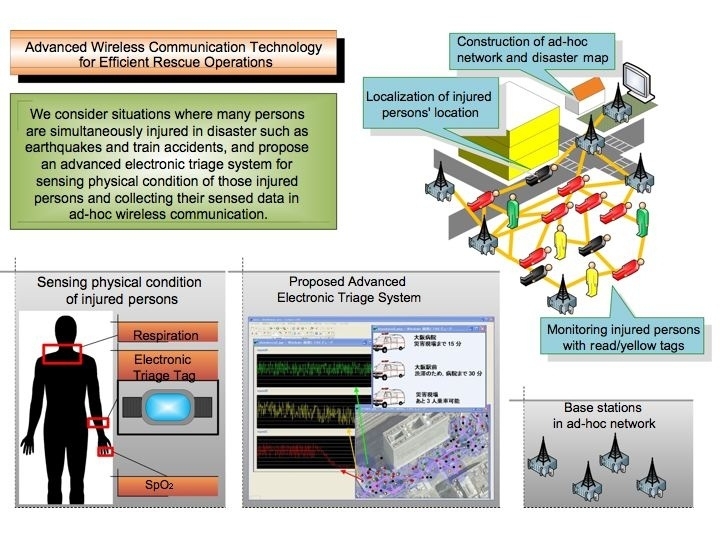 Advanced Wireless Communication Technology
for Efficient Rescue Operations
We consider situations where many persons
are simultaneously injured in disaster such as
earthquakes and train accidents, and propose
an advanced electronic triage system for
sensing physical condition of those injured
persons and collecting their sensed data in
ad-hoc wireless communication.
Construction of ad-hoc
network and disaster map
Localization of injured
persons' location
Monitoring injured persons
with read/yellow tags
Sensing physical condition
of injured persons
Respiration
Electronic
Triage Tag
SpO₂
Proposed Advanced
Electronic Triage System
大阪病院
災害現場まで15分
大阪駅前
渋滞のため、病院まで30分
災害現場
あと3人乗車可能
Base stations
in ad-hoc network